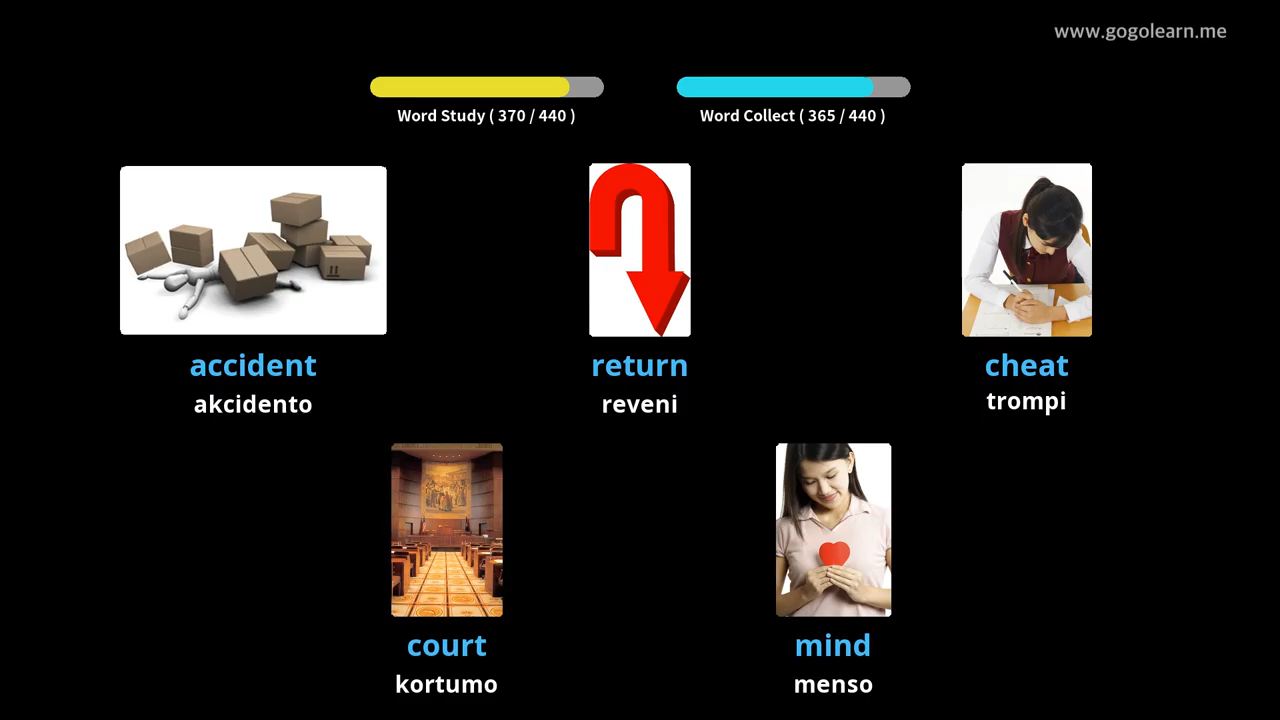 www.gogolearn.me
Word Study ( 370 / 440 )
Word Collect ( 365 / 440 )
accident
akcidento
return
reveni
cheat
trompi
court
kortumo
mind
menso